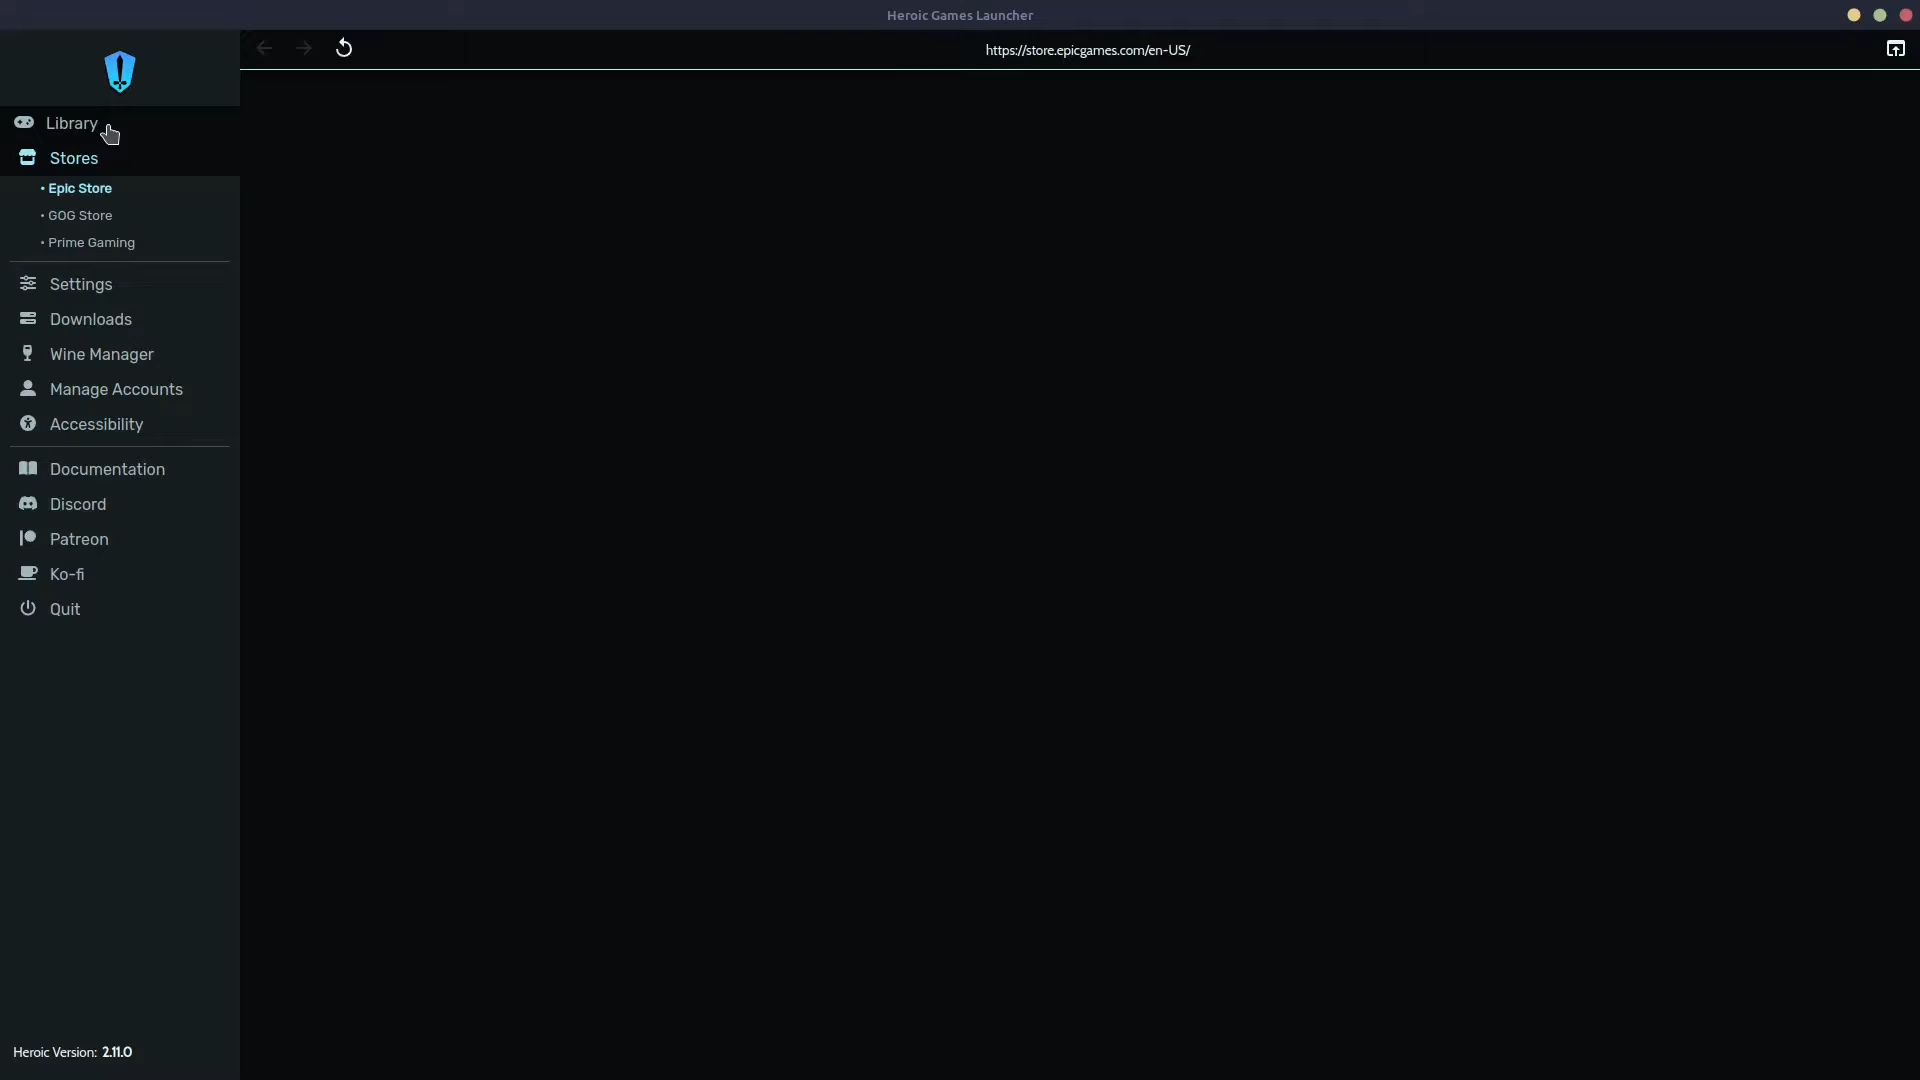 Heroic Games Launcher
https://store.epicgames.com/en-US/
Library
Stores
• Epic Store
• GOG Store
• Prime Gaming
Settings
Downloads
Wine Manager
Manage Accounts
Accessibility
Documentation
Discord
Patreon
Ko-fi
Quit
Heroic Version: 2.11.0